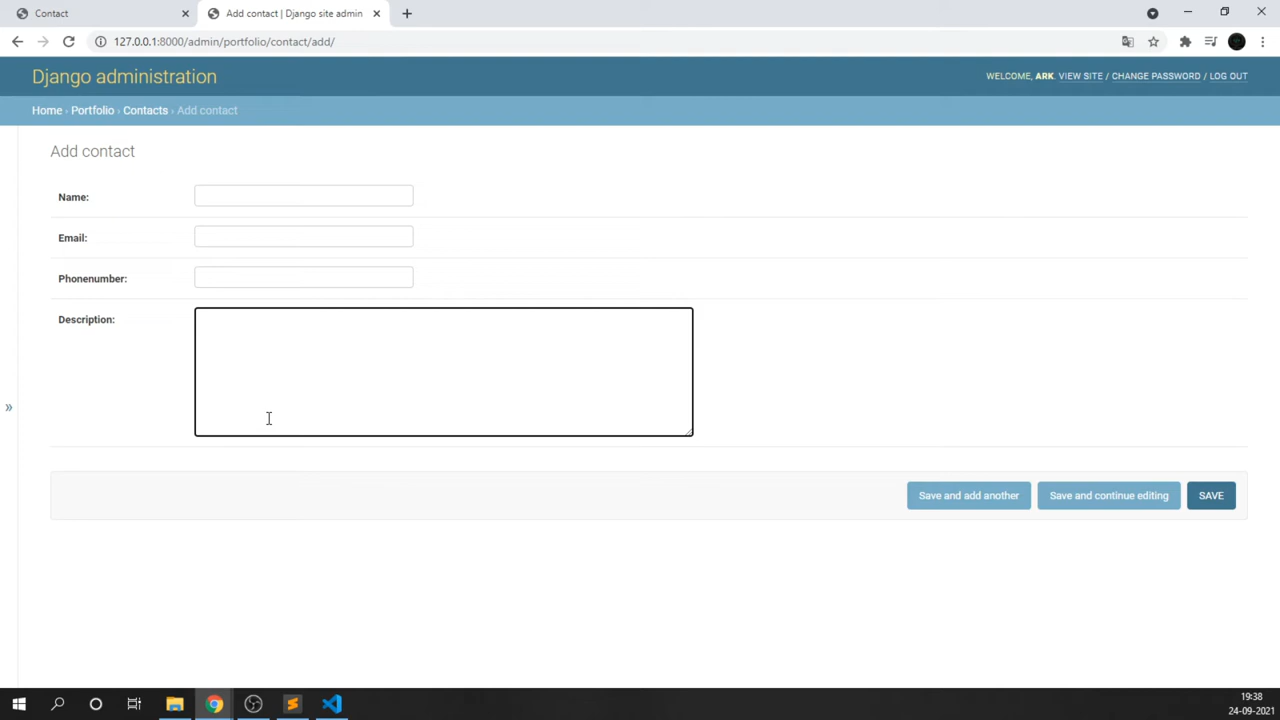 Contact
Add contact | Django site admin
127.0.0.1:8000/admin/portfolio/contact/add/
Django administration
WELCOME, ARK. VIEW SITE / CHANGE PASSWORD / LOG OUT
Home › Portfolio › Contacts › Add contact
Add contact
Name:
Email:
Phonenumber:
Description:
»
Save and add another
Save and continue editing
SAVE
19:38
24-09-2021